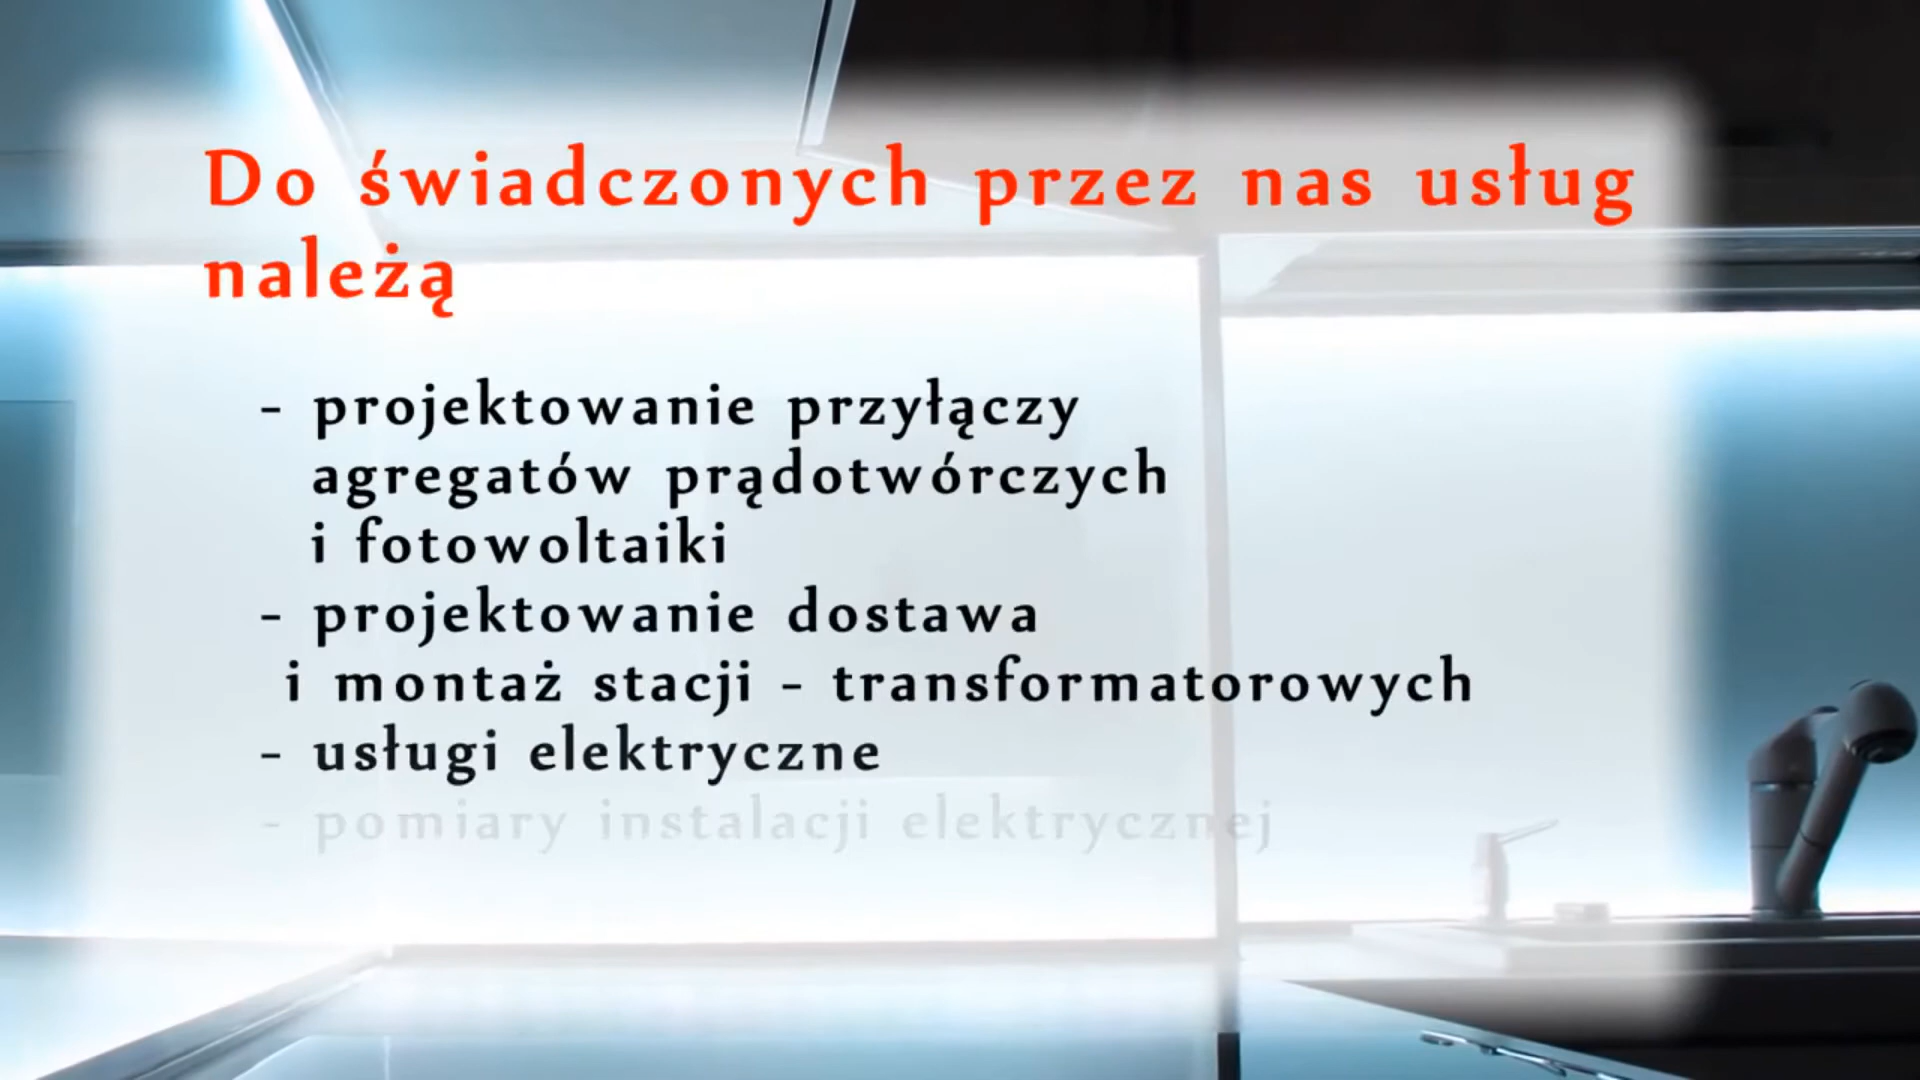 Do świadczonych przez nas usług
należą
- projektowanie przyłączy
agregatów prądotwórczych
i fotowoltaiki
- projektowanie dostawa
i montaż stacji - transformatorowych
- usługi elektryczne
- pomiary instalacji elektrycznej